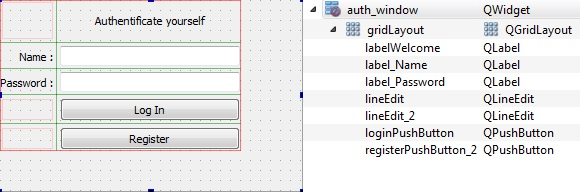 Authentificate yourself
Name :
Password :
Log In
Register
auth_window QWidget
gridLayout QGridLayout
labelWelcome QLabel
label_Name QLabel
label_Password QLabel
lineEdit QLineEdit
lineEdit_2 QLineEdit
loginPushButton QPushButton
registerPushButton_2 QPushButton